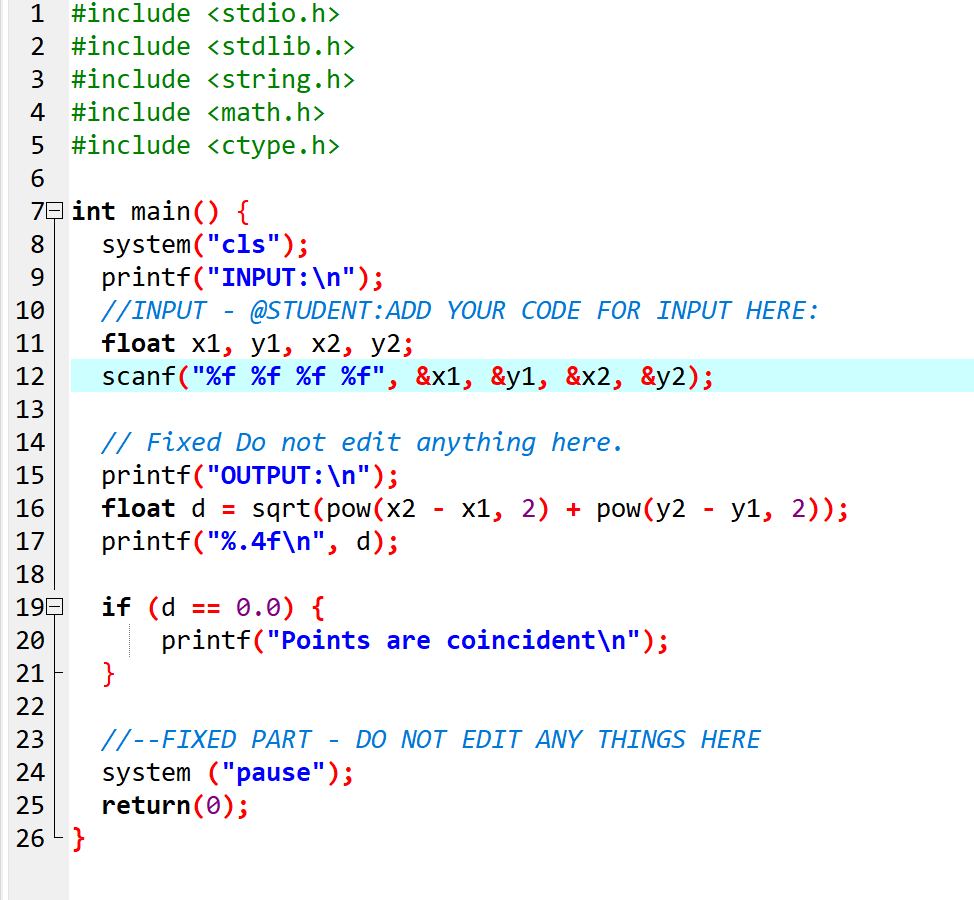 1 #include <stdio.h>
2 #include <stdlib.h>
3 #include <string.h>
4 #include <math.h>
5 #include <ctype.h>
6
7 int main() {
8   system("cls");
9   printf("INPUT:\n");
10   //INPUT - @STUDENT:ADD YOUR CODE FOR INPUT HERE:
11   float x1, y1, x2, y2;
12   scanf("%f %f %f %f", &x1, &y1, &x2, &y2);
13
14   // Fixed Do not edit anything here.
15   printf("OUTPUT:\n");
16   float d = sqrt(pow(x2 - x1, 2) + pow(y2 - y1, 2));
17   printf("%.4f\n", d);
18
19   if (d == 0.0) {
20       printf("Points are coincident\n");
21   }
22
23   //--FIXED PART - DO NOT EDIT ANY THINGS HERE
24   system ("pause");
25   return(0);
26 }